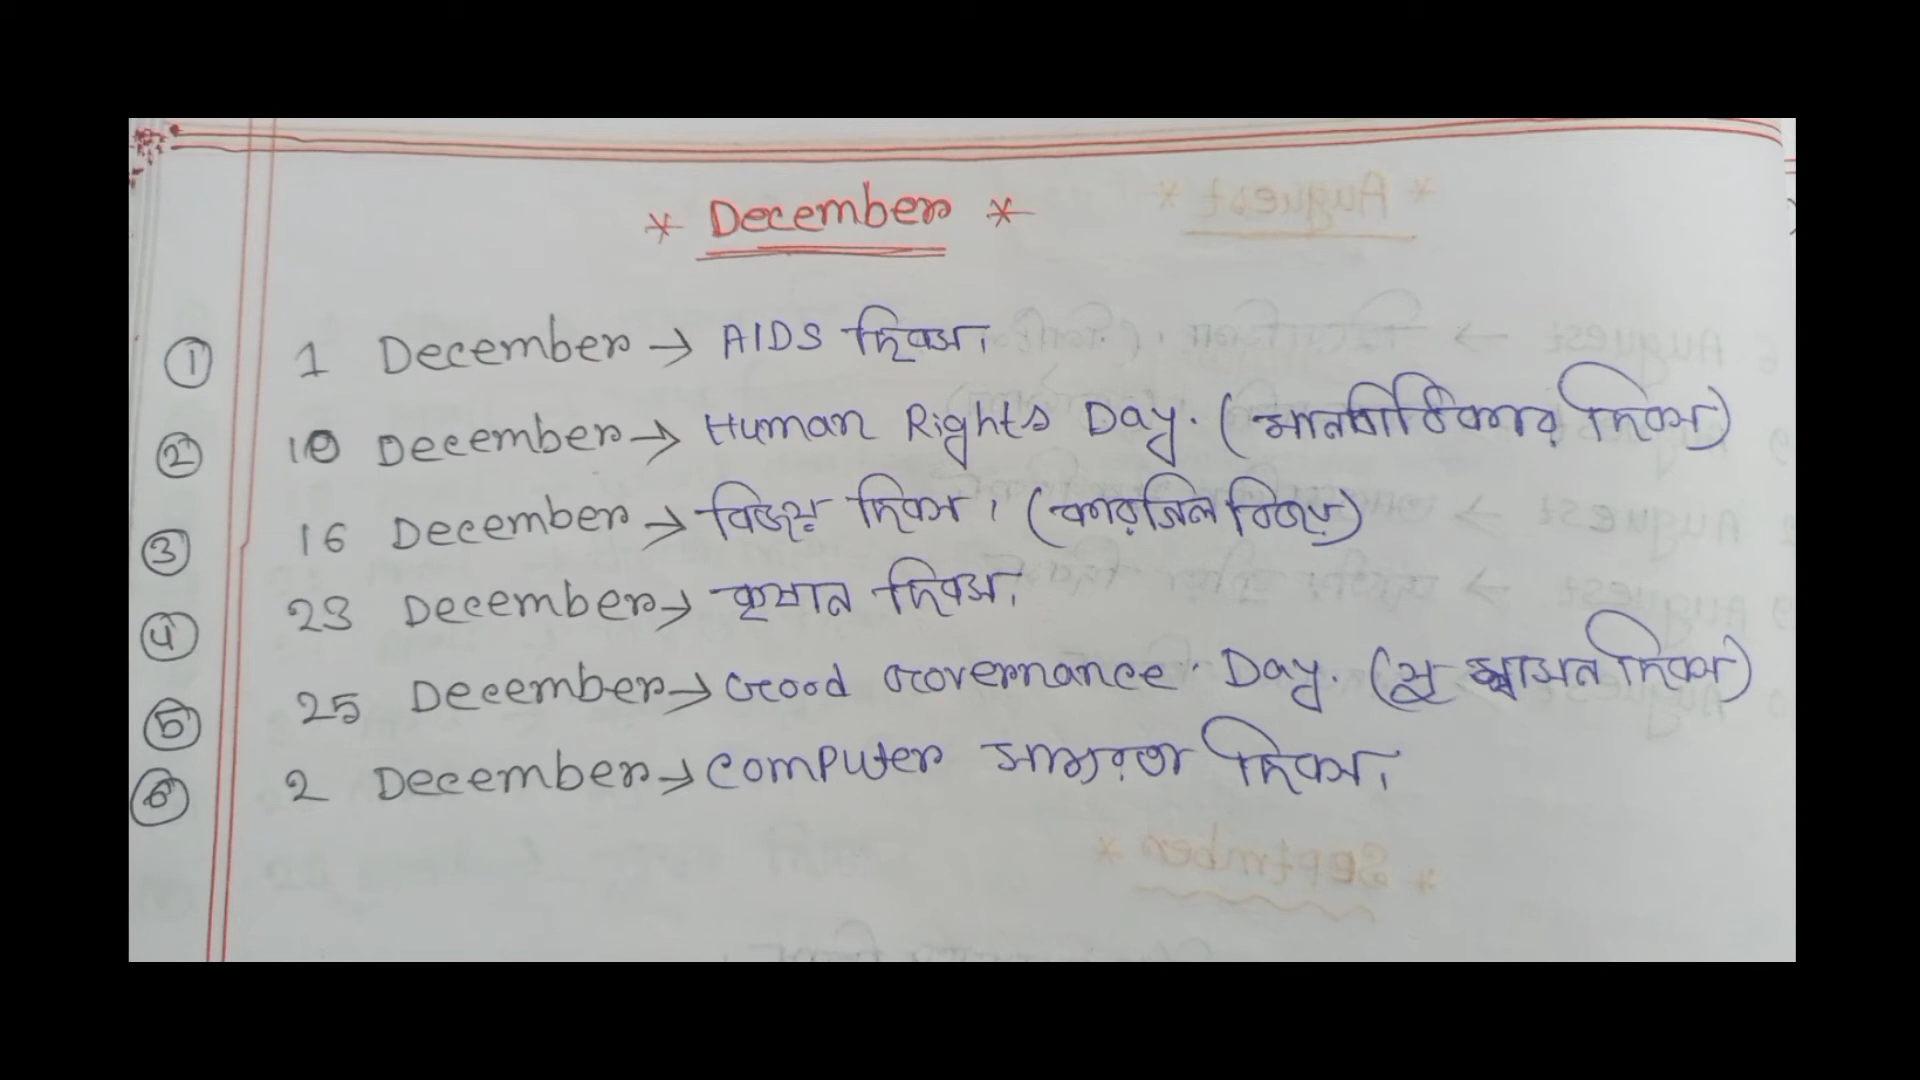 * December *
① 1 December → AIDS দিবস।
② 10 December → Human Rights Day. (মানবাধিকার দিবস)
③ 16 December → বিজয় দিবস। (কারগিল বিজয়)
④ 23 December → কৃষান দিবস।
⑤ 25 December → Good Governance Day. (সু শাসন দিবস)
⑥ 2 December → Computer সাক্ষরতা দিবস।